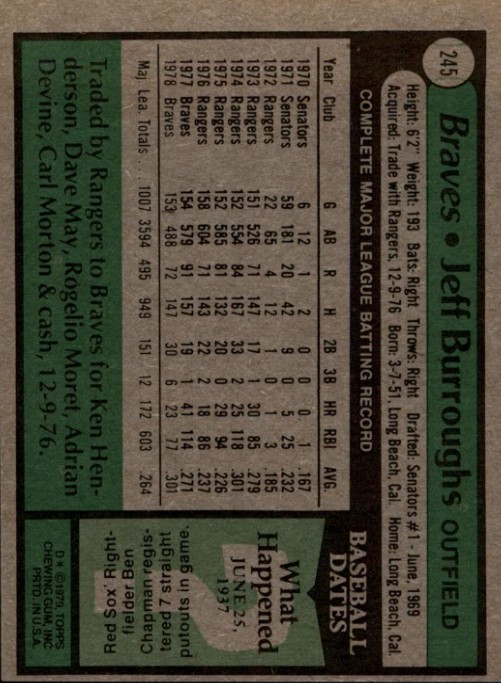 245
Braves • Jeff Burroughs OUTFIELD
Height: 6'2" Weight: 193 Bats: Right Throws: Right Drafted: Senators #1 - June, 1969
Acquired: Trade with Rangers, 12-9-76 Born: 3-7-51, Long Beach, Cal. Home: Long Beach, Cal.
COMPLETE MAJOR LEAGUE BATTING RECORD
Year Club G AB R H 2B 3B HR RBI AVG.
1970 Senators 6 12 1 2 0 0 0 1 .167
1971 Senators 59 181 20 42 9 0 5 25 .232
1972 Rangers 22 65 4 12 1 0 1 3 .185
1973 Rangers 151 526 71 147 17 1 30 85 .279
1974 Rangers 152 554 84 167 33 2 25 118 .301
1975 Rangers 152 585 81 132 20 0 29 94 .226
1976 Rangers 158 604 71 143 22 2 18 86 .237
1977 Braves 154 579 91 157 19 1 41 114 .271
1978 Braves 153 488 72 147 30 6 23 77 .301
Maj. Lea. Totals 1007 3594 495 949 151 12 172 603 .264
Traded by Rangers to Braves for Ken Hen-
derson, Dave May, Rogelio Moret, Adrian
Devine, Carl Morton & cash, 12-9-76.
BASEBALL
DATES
What
Happened
JUNE 25,
1937
?
Red Sox Right-
fielder Ben
Chapman regis-
tered 7 straight
putouts in game.
D* © 1979, TOPPS
CHEWING GUM, INC
PRTD. IN U.S.A.